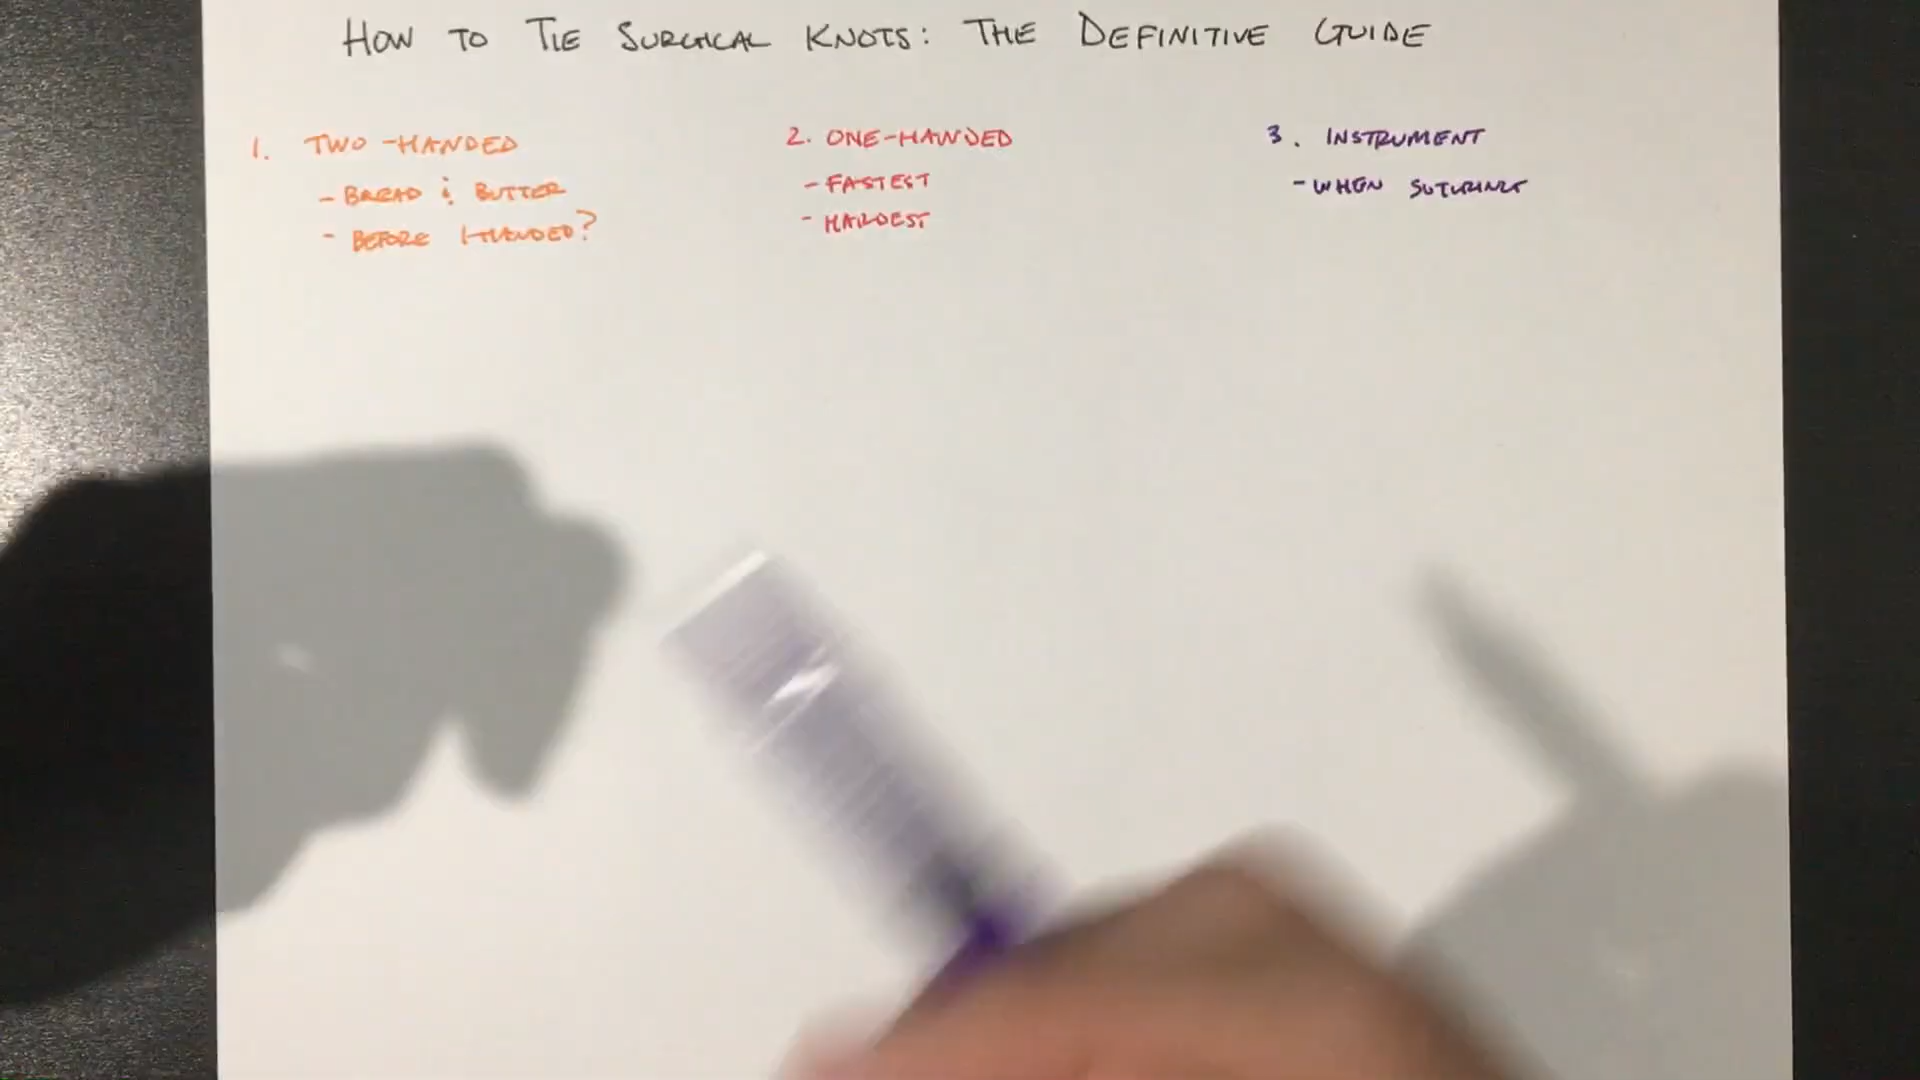 HOW TO TIE SURGICAL KNOTS: THE DEFINITIVE GUIDE
1. TWO-HANDED
- BREAD & BUTTER
- BEFORE 1-HANDED?
2. ONE-HANDED
- FASTEST
- HARDEST
3. INSTRUMENT
- WHEN SUTURING